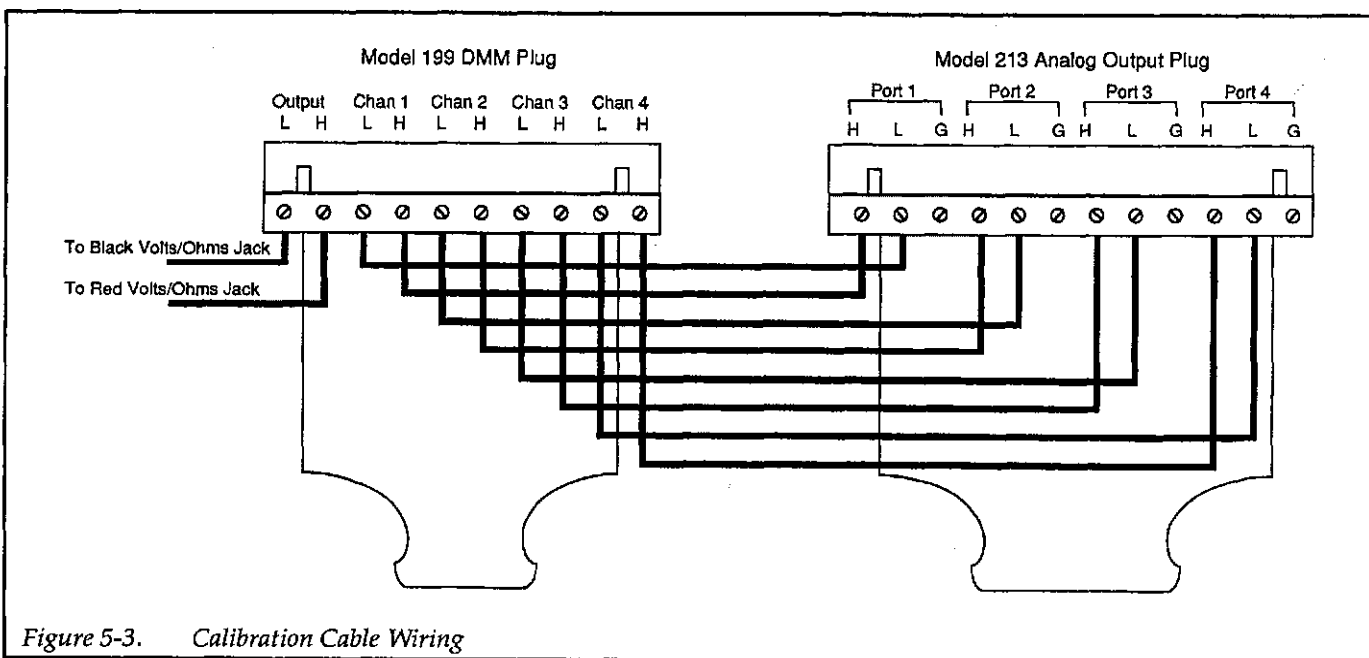 Model 199 DMM Plug
Output Chan 1 Chan 2 Chan 3 Chan 4
L H L H L H L H L H
To Black Volts/Ohms Jack
To Red Volts/Ohms Jack
Model 213 Analog Output Plug
Port 1 Port 2 Port 3 Port 4
H L G H L G H L G H L G
Figure 5-3. Calibration Cable Wiring